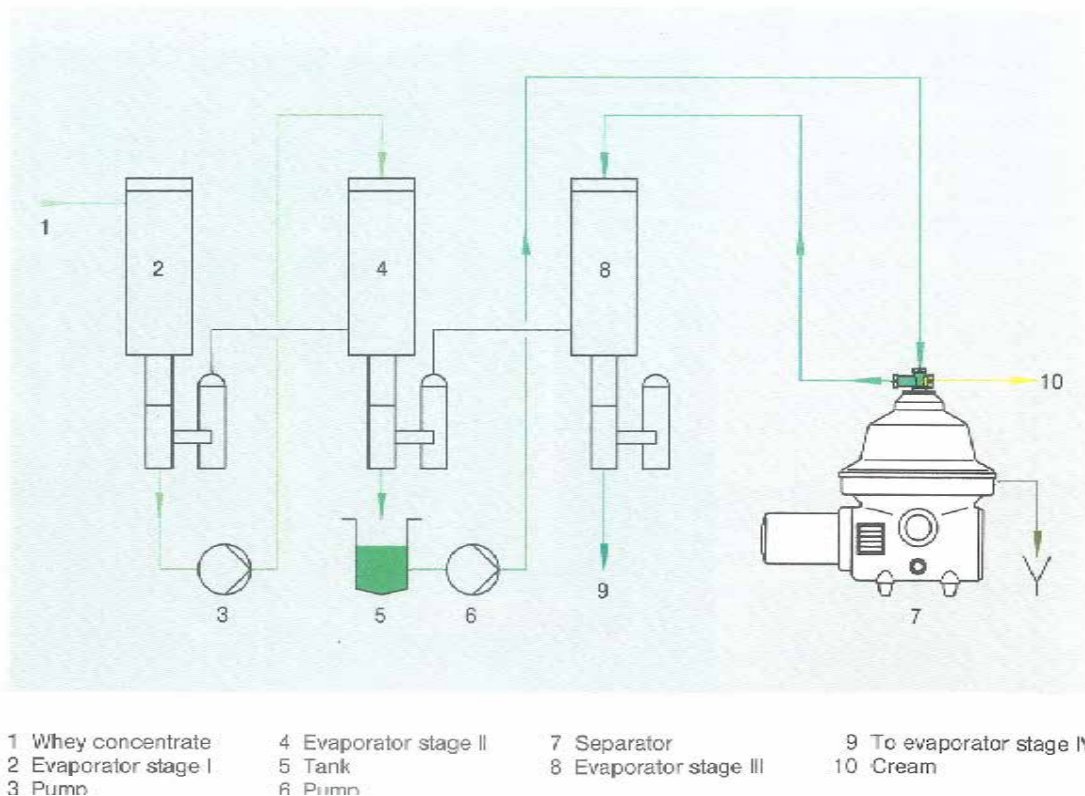 1
2
3
4
5
6
7
8
9
10
1 Whey concentrate
2 Evaporator stage I
3 Pump
4 Evaporator stage II
5 Tank
6 Pump
7 Separator
8 Evaporator stage III
9 To evaporator stage IV
10 Cream